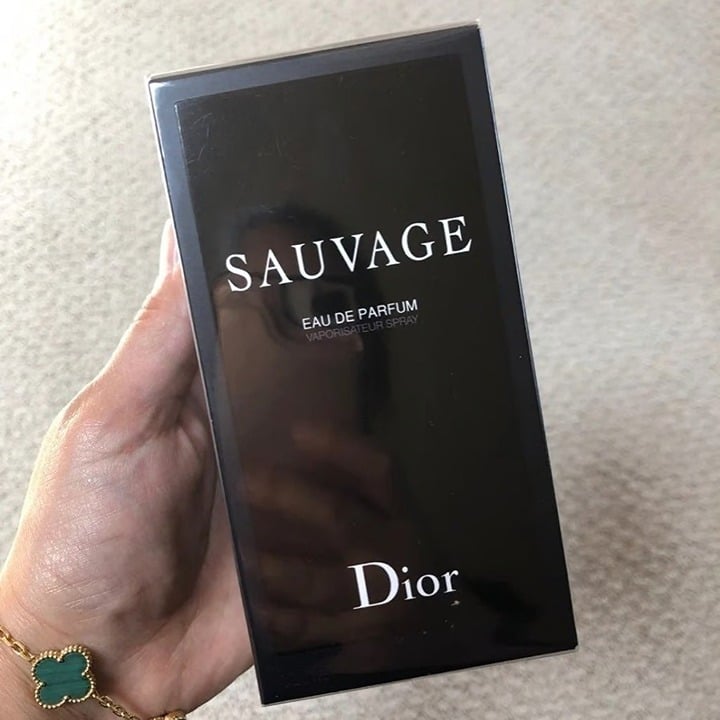 SAUVAGE
EAU DE PARFUM
VAPORISATEUR SPRAY
Dior